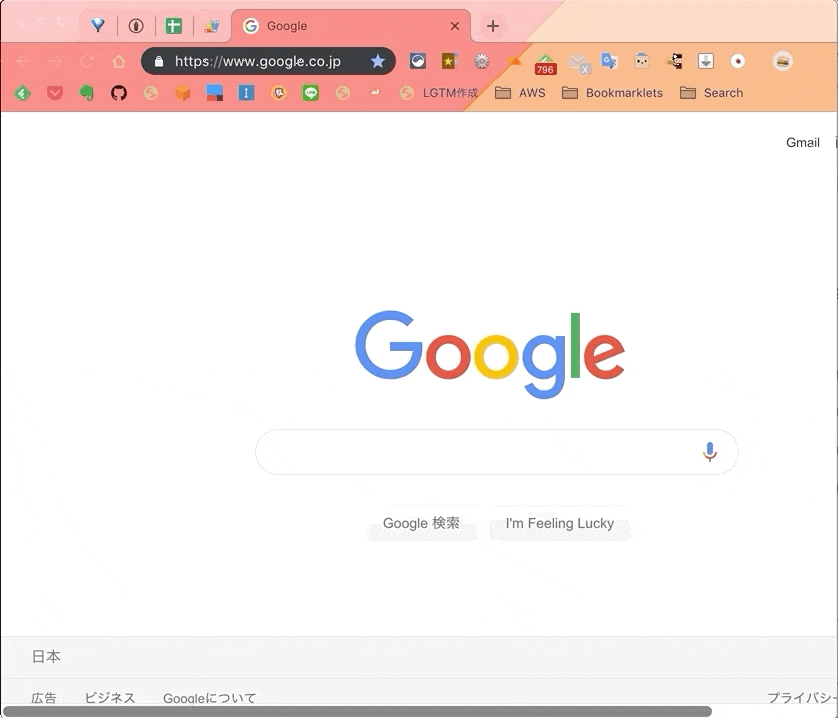 Google
https://www.google.co.jp
796
X
LGTM作成 AWS Bookmarklets Search
Gmail
Google
Google 検索 I'm Feeling Lucky
日本
広告 ビジネス Googleについて プライバシー